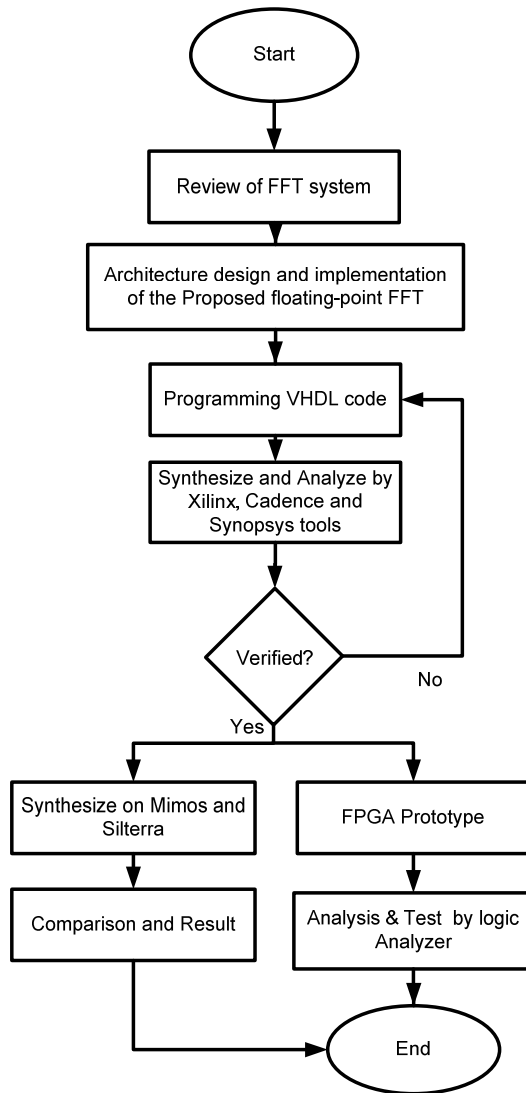 Start
Review of FFT system
Architecture design and implementation
of the Proposed floating-point FFT
Programming VHDL code
Synthesize and Analyze by
Xilinx, Cadence and
Synopsys tools
Verified?
No
Yes
Synthesize on Mimos and
Silterra
FPGA Prototype
Comparison and Result
Analysis & Test by logic
Analyzer
End